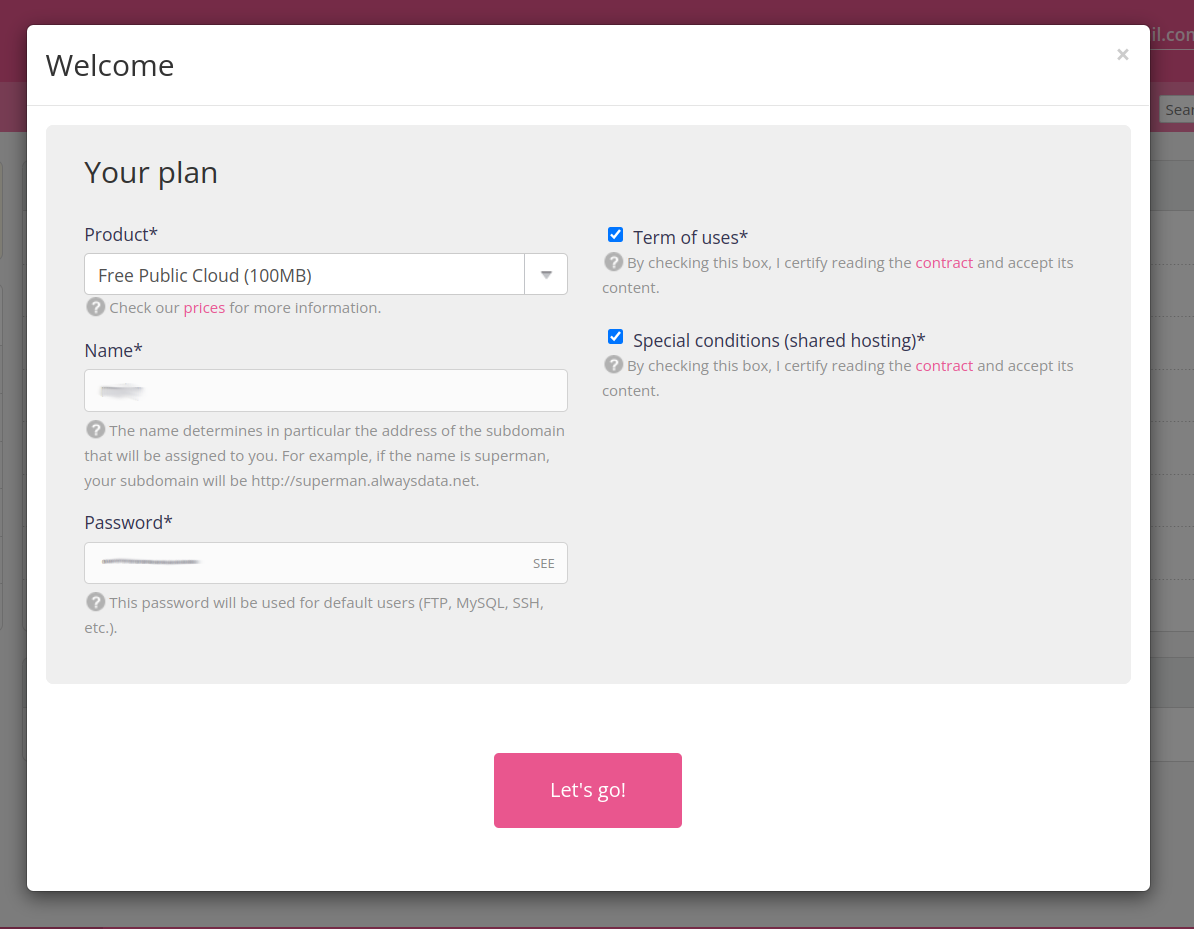 il.con
Welcome
×
Sear
Your plan
Product*
Free Public Cloud (100MB)
? Check our prices for more information.
Name*
? The name determines in particular the address of the subdomain
that will be assigned to you. For example, if the name is superman,
your subdomain will be http://superman.alwaysdata.net.
Password*
SEE
? This password will be used for default users (FTP, MySQL, SSH,
etc.).
Term of uses*
? By checking this box, I certify reading the contract and accept its
content.
Special conditions (shared hosting)*
? By checking this box, I certify reading the contract and accept its
content.
Let's go!